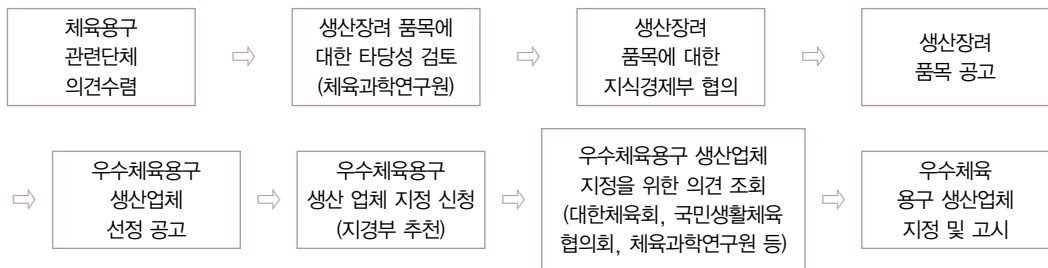 체육용구
관련단체
의견수렴
생산장려 품목에
대한 타당성 검토
(체육과학연구원)
생산장려
품목에 대한
지식경제부 협의
생산장려
품목 공고
우수체육용구
생산업체
선정 공고
우수체육용구
생산 업체 지정 신청
(지경부 추천)
우수체육용구 생산업체
지정을 위한 의견 조회
(대한체육회, 국민생활체육
협의회, 체육과학연구원 등)
우수체육
용구 생산업체
지정 및 고시